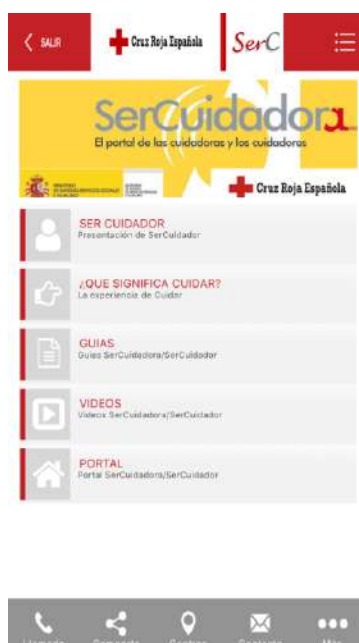 SALIR
Cruz Roja Española
SerC
SerCuidadora
El portal de las cuidadoras y los cuidadores
Cruz Roja Española
SER CUIDADOR
Presentación de SerCuidador
¿QUE SIGNIFICA CUIDAR?
La experiencia de Cuidar
GUIAS
Guias SerCuidadora/SerCuidador
VIDEOS
Videos SerCuidadora/SerCuidador
PORTAL
Portal SerCuidadora/SerCuidador